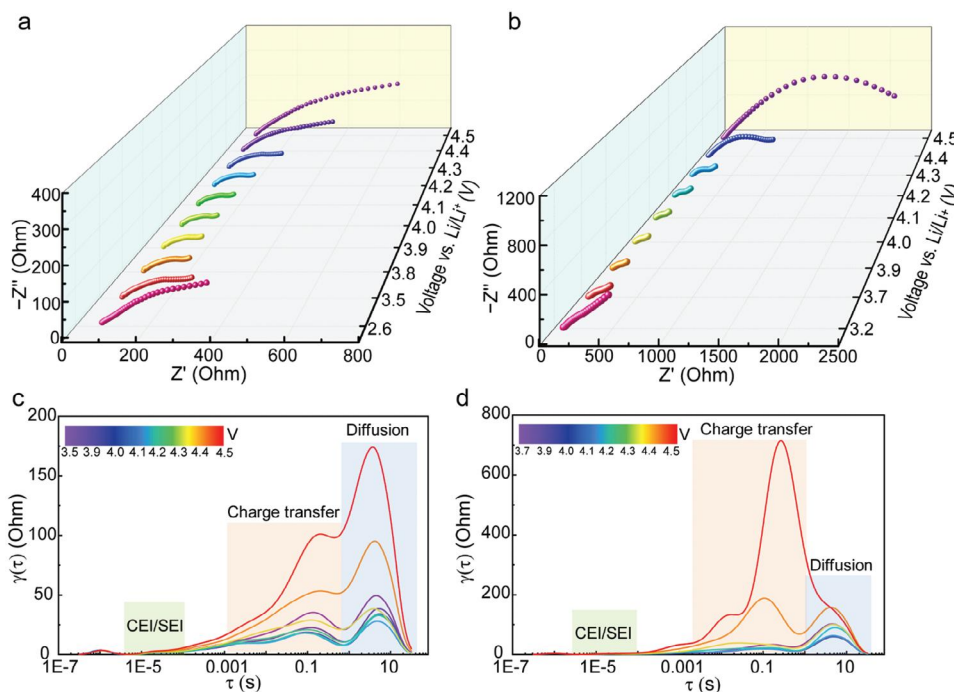 a
400
300
200
100
0
−Z'' (Ohm)
0 200 400 600 800
Z' (Ohm)
4.5
4.4
4.3
4.2
4.1
4.0
3.9
3.8
3.5
2.6
Voltage vs. Li/Li⁺ (V)
b
1200
800
400
0
−Z'' (Ohm)
0 500 1000 1500 2000 2500
Z' (Ohm)
4.5
4.4
4.3
4.2
4.1
4.0
3.9
3.7
3.2
Voltage vs. Li/Li+ (V)
c
200
150
100
50
0
γ(τ) (Ohm)
V
3.5 3.9 4.0 4.1 4.2 4.3 4.4 4.5
Diffusion
Charge transfer
CEI/SEI
1E-7 1E-5 0.001 0.1 10
τ (s)
d
800
600
400
200
0
γ(τ) (Ohm)
V
3.7 3.9 4.0 4.1 4.2 4.3 4.4 4.5
Charge transfer
Diffusion
CEI/SEI
1E-7 1E-5 0.001 0.1 10
τ (s)